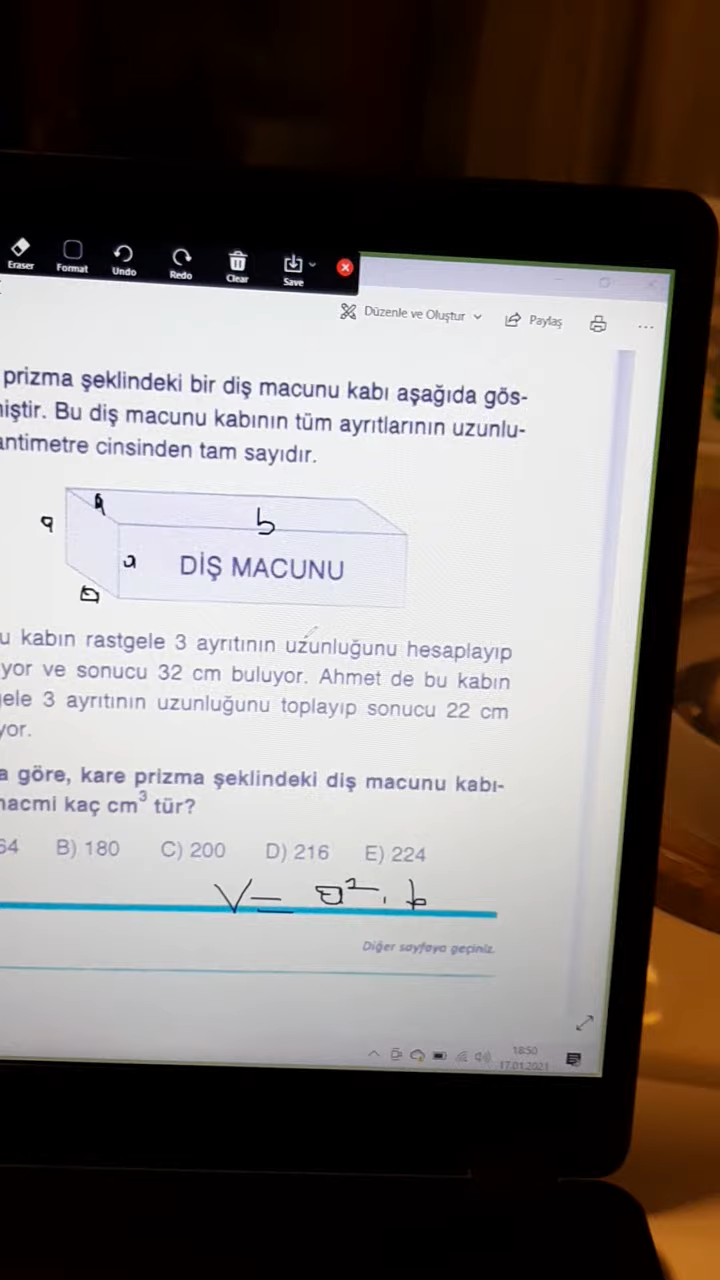 Eraser Format Undo Redo Clear Save
Düzenle ve Oluştur Paylaş ...
prizma şeklindeki bir diş macunu kabı aşağıda gös-
miştir. Bu diş macunu kabının tüm ayrıtlarının uzunlu-
antimetre cinsinden tam sayıdır.
a
b
a
a
DİŞ MACUNU
a
u kabın rastgele 3 ayrıtının uzunluğunu hesaplayıp
yor ve sonucu 32 cm buluyor. Ahmet de bu kabın
gele 3 ayrıtının uzunluğunu toplayıp sonucu 22 cm
yor.
a göre, kare prizma şeklindeki diş macunu kabı-
hacmi kaç cm³ tür?
64 B) 180 C) 200 D) 216 E) 224
V = a². b
Diğer sayfaya geçiniz.
18:50
17.01.2021